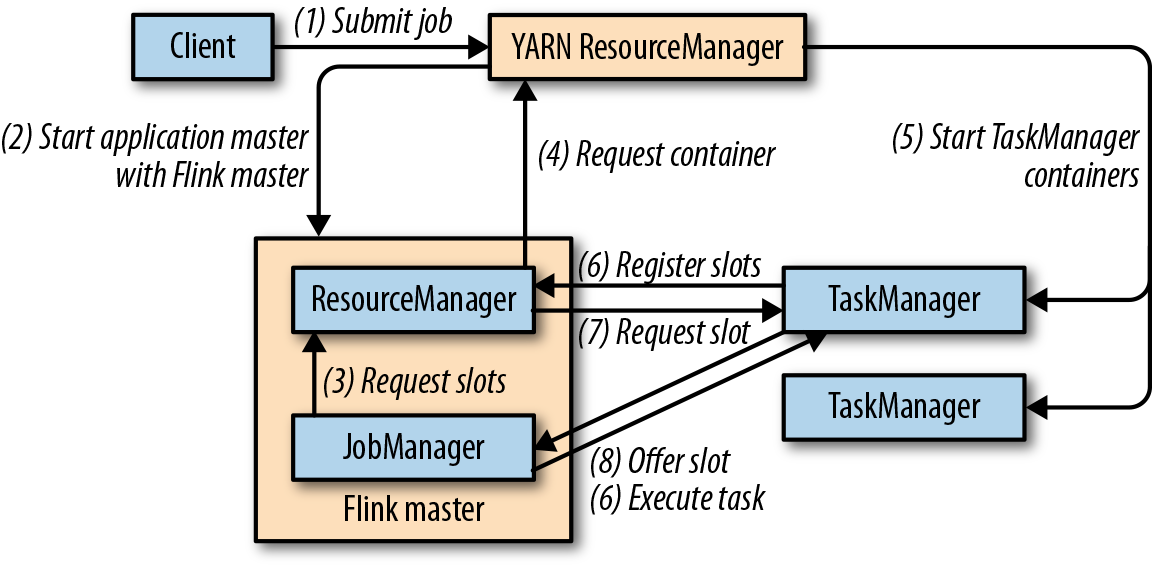 (1) Submit job
Client
YARN ResourceManager
(2) Start application master
with Flink master
(4) Request container
(5) Start TaskManager
containers
(6) Register slots
ResourceManager
TaskManager
(7) Request slot
(3) Request slots
TaskManager
JobManager
(8) Offer slot
(6) Execute task
Flink master